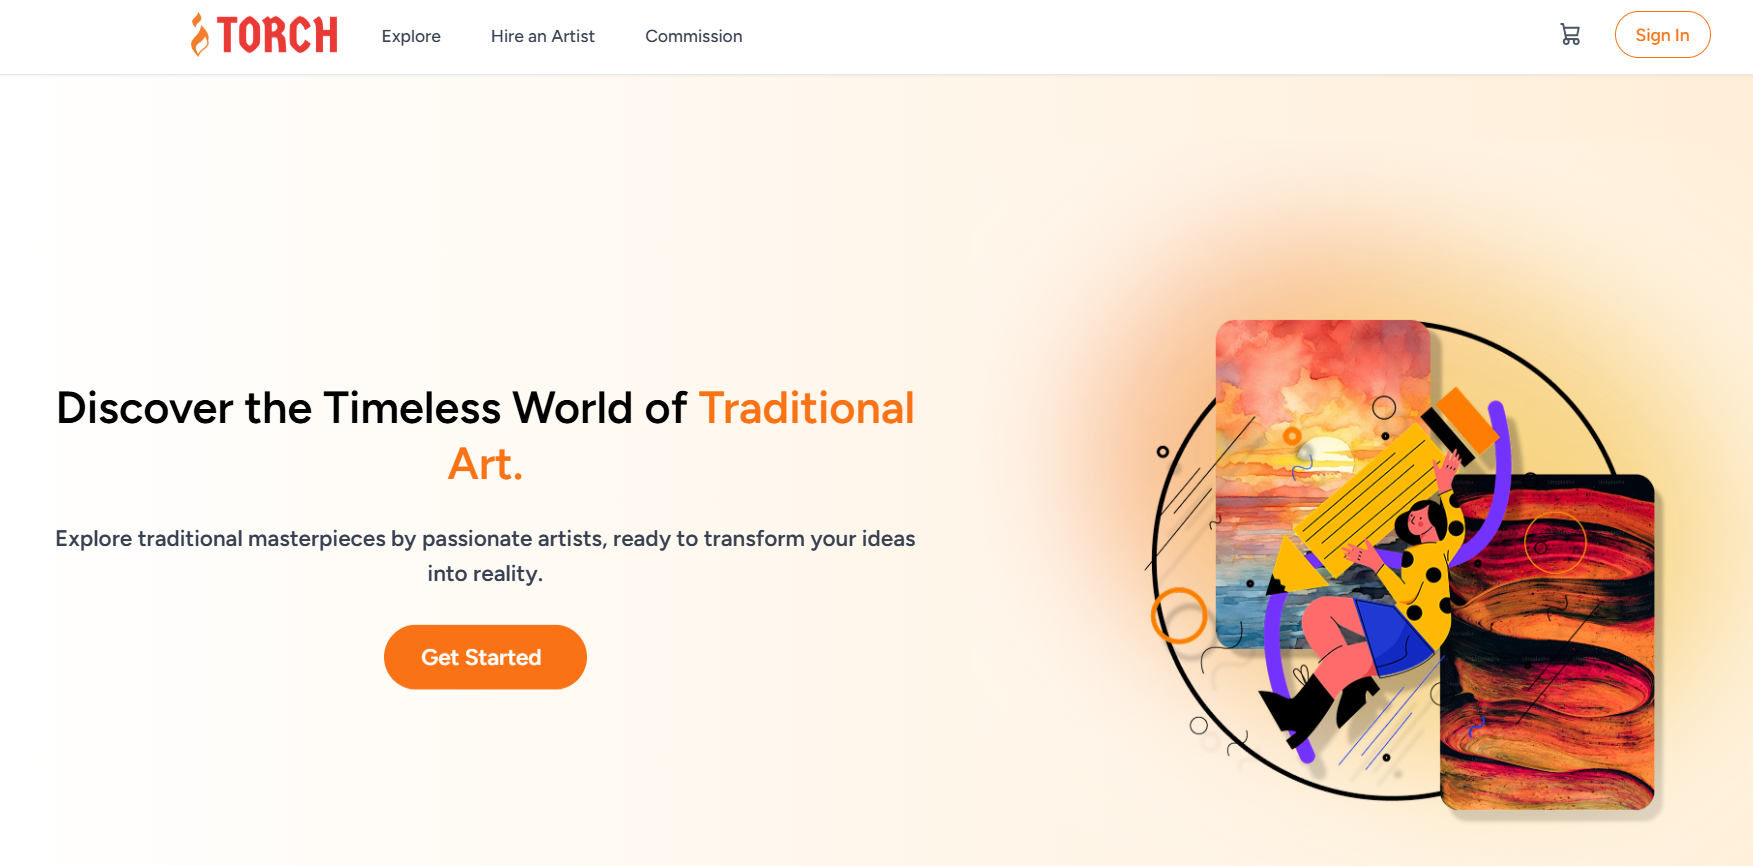 TORCH
Explore
Hire an Artist
Commission
Sign In
Discover the Timeless World of Traditional
Art.
Explore traditional masterpieces by passionate artists, ready to transform your ideas
into reality.
Get Started